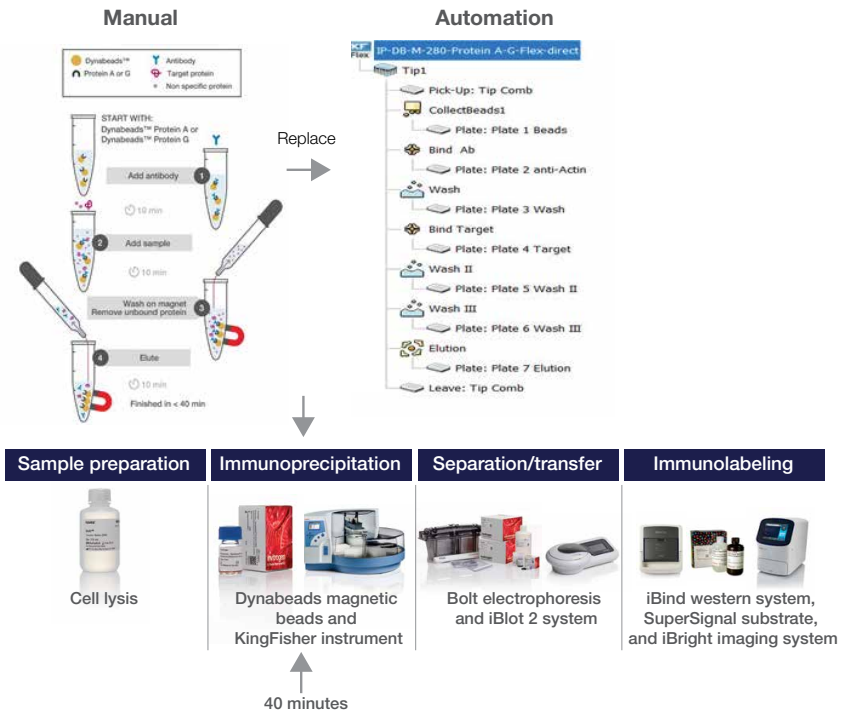 Manual
Automation
Dynabeads™
Antibody
Protein A or G
Target protein
Non specific protein
START WITH:
Dynabeads™ Protein A or
Dynabeads™ Protein G
Add antibody
1
10 min
2
Add sample
10 min
Wash on magnet
Remove unbound protein
3
4
Elute
10 min
Finished in < 40 min
Replace
KF
Flex
IP-DB-M-280-Protein A-G-Flex-direct
Tip1
Pick-Up: Tip Comb
CollectBeads1
Plate: Plate 1 Beads
Bind Ab
Plate: Plate 2 anti-Actin
Wash
Plate: Plate 3 Wash
Bind Target
Plate: Plate 4 Target
Wash II
Plate: Plate 5 Wash II
Wash III
Plate: Plate 6 Wash III
Elution
Plate: Plate 7 Elution
Leave: Tip Comb
Sample preparation
Immunoprecipitation
Separation/transfer
Immunolabeling
invitrogen
Cell lysis
Dynabeads magnetic
beads and
KingFisher instrument
Bolt electrophoresis
and iBlot 2 system
iBind western system,
SuperSignal substrate,
and iBright imaging system
40 minutes